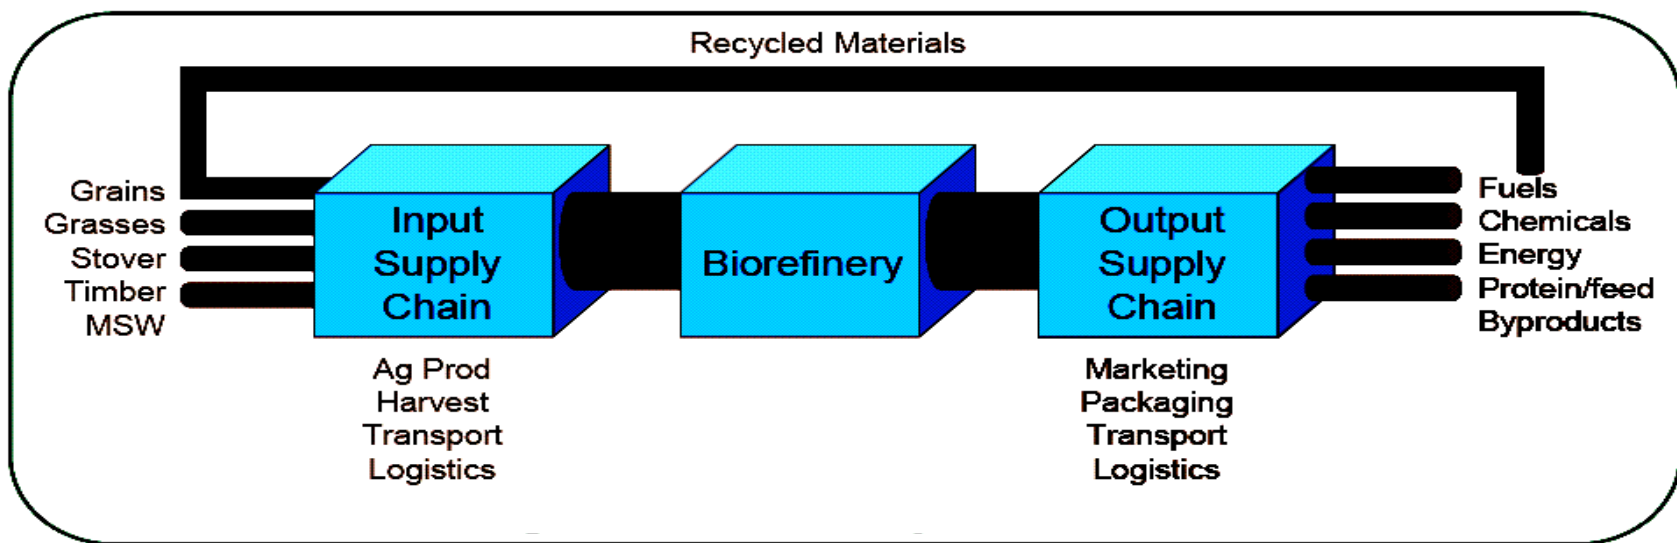 Recycled Materials
Grains
Grasses
Stover
Timber
MSW
Input
Supply
Chain
Ag Prod
Harvest
Transport
Logistics
Biorefinery
Output
Supply
Chain
Marketing
Packaging
Transport
Logistics
Fuels
Chemicals
Energy
Protein/feed
Byproducts